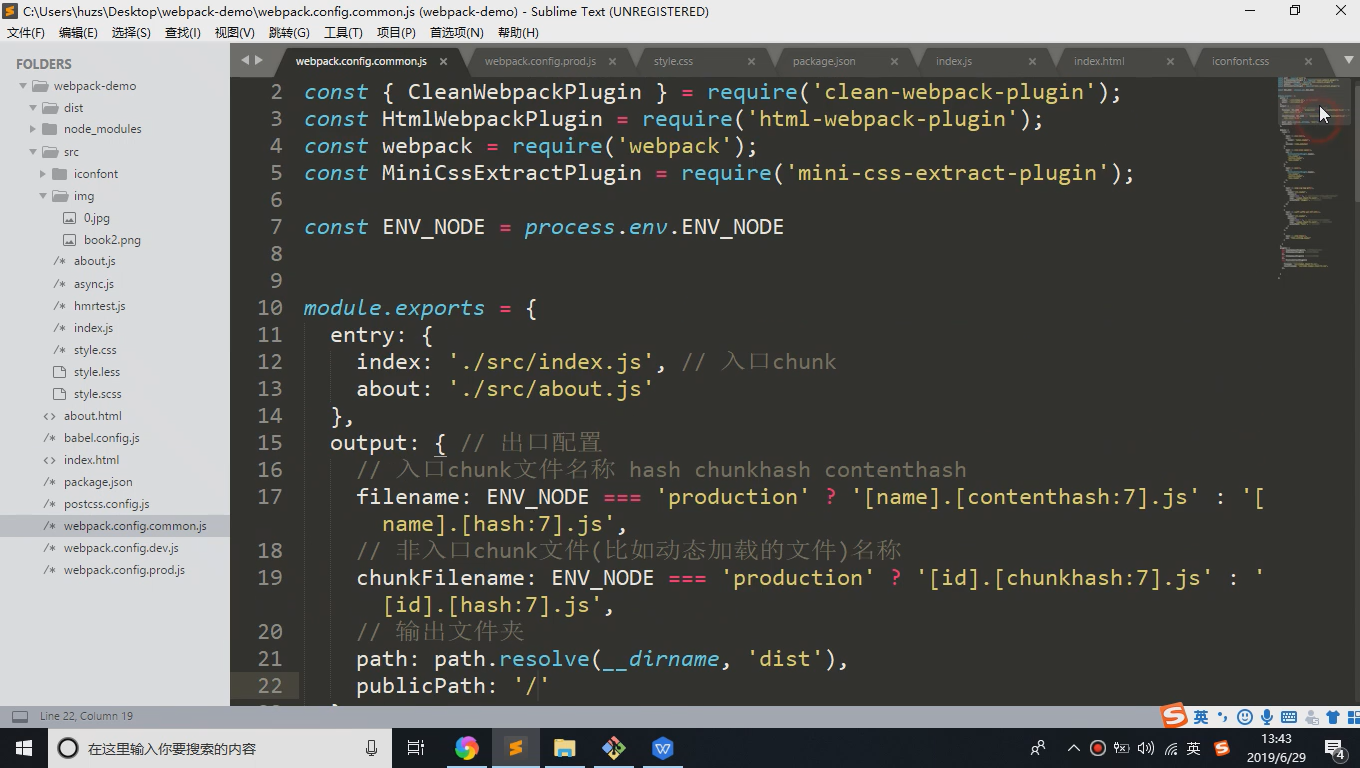 C:\Users\huzs\Desktop\webpack-demo\webpack.config.common.js (webpack-demo) - Sublime Text (UNREGISTERED)
文件(F) 编辑(E) 选择(S) 查找(I) 视图(V) 跳转(G) 工具(T) 项目(P) 首选项(N) 帮助(H)
FOLDERS
webpack-demo
dist
node_modules
src
iconfont
img
0.jpg
book2.png
/* about.js
/* async.js
/* hmrtest.js
/* index.js
/* style.css
style.less
style.scss
<> about.html
/* babel.config.js
<> index.html
/* package.json
/* postcss.config.js
/* webpack.config.common.js
/* webpack.config.dev.js
/* webpack.config.prod.js
webpack.config.common.js × webpack.config.prod.js × style.css × package.json × index.js × index.html × iconfont.css ×
2 const { CleanWebpackPlugin } = require('clean-webpack-plugin');
3 const HtmlWebpackPlugin = require('html-webpack-plugin');
4 const webpack = require('webpack');
5 const MiniCssExtractPlugin = require('mini-css-extract-plugin');
6
7 const ENV_NODE = process.env.ENV_NODE
8
9
10 module.exports = {
11 entry: {
12 index: './src/index.js', // 入口chunk
13 about: './src/about.js'
14 },
15 output: { // 出口配置
16 // 入口chunk文件名称 hash chunkhash contenthash
17 filename: ENV_NODE === 'production' ? '[name].[contenthash:7].js' : '[
name].[hash:7].js',
18 // 非入口chunk文件(比如动态加载的文件)名称
19 chunkFilename: ENV_NODE === 'production' ? '[id].[chunkhash:7].js' : '
[id].[hash:7].js',
20 // 输出文件夹
21 path: path.resolve(__dirname, 'dist'),
22 publicPath: '/'
Line 22, Column 19
英
在这里输入你要搜索的内容
英
13:43
2019/6/29
4